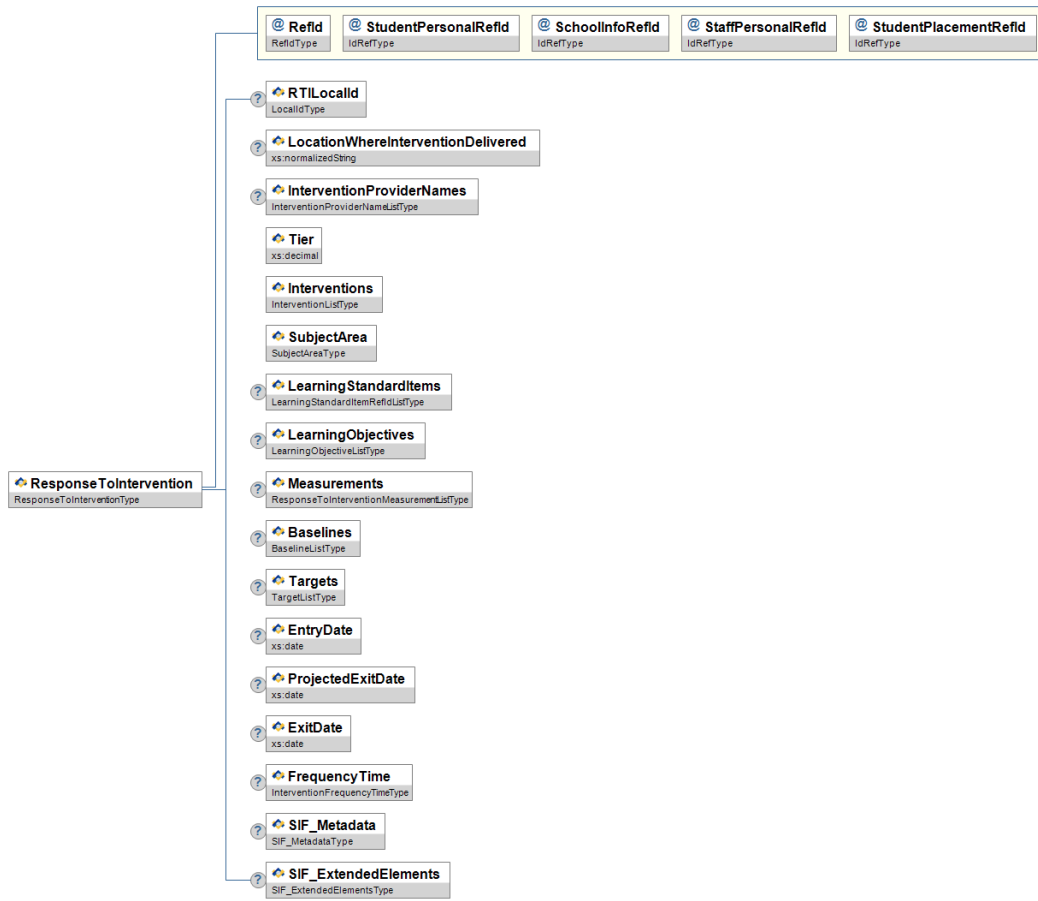 @ RefId
RefIdType
@ StudentPersonalRefId
IdRefType
@ SchoolInfoRefId
IdRefType
@ StaffPersonalRefId
IdRefType
@ StudentPlacementRefId
IdRefType
? RTILocalId
LocalIdType
? LocationWhereInterventionDelivered
xs:normalizedString
? InterventionProviderNames
InterventionProviderNameListType
Tier
xs:decimal
Interventions
InterventionListType
SubjectArea
SubjectAreaType
? LearningStandardItems
LearningStandardItemRefIdListType
? LearningObjectives
LearningObjectiveListType
ResponseToIntervention
ResponseToInterventionType
? Measurements
ResponseToInterventionMeasurementListType
? Baselines
BaselineListType
? Targets
TargetListType
? EntryDate
xs:date
? ProjectedExitDate
xs:date
? ExitDate
xs:date
? FrequencyTime
InterventionFrequencyTimeType
? SIF_Metadata
SIF_MetadataType
? SIF_ExtendedElements
SIF_ExtendedElementsType